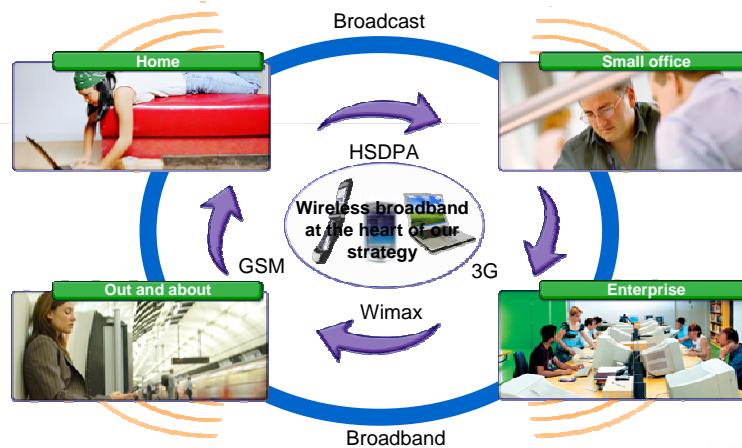 Broadcast
Home
Small office
HSDPA
Wireless broadband
at the heart of our
strategy
GSM
3G
Out and about
Wimax
Enterprise
Broadband